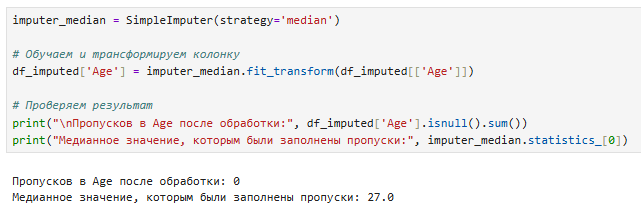 imputer_median = SimpleImputer(strategy='median')
# Обучаем и трансформируем колонку
df_imputed['Age'] = imputer_median.fit_transform(df_imputed[['Age']])
# Проверяем результат
print("\nПропусков в Age после обработки:", df_imputed['Age'].isnull().sum())
print("Медианное значение, которым были заполнены пропуски:", imputer_median.statistics_[0])
Пропусков в Age после обработки: 0
Медианное значение, которым были заполнены пропуски: 27.0